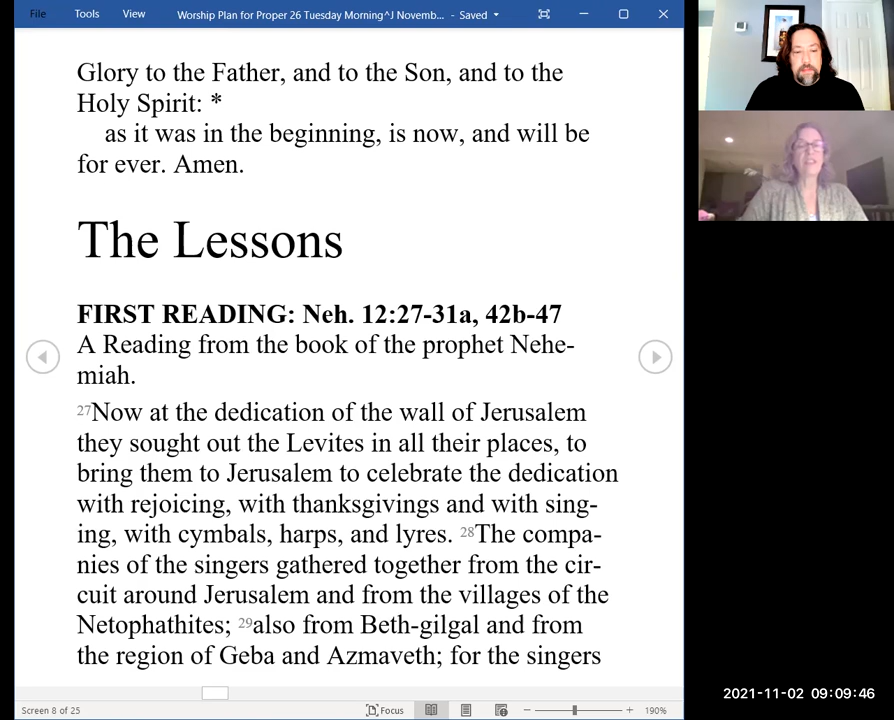 File Tools View Worship Plan for Proper 26 Tuesday Morning^J Novemb... - Saved
Glory to the Father, and to the Son, and to the
Holy Spirit: *
as it was in the beginning, is now, and will be
for ever. Amen.
The Lessons
FIRST READING: Neh. 12:27-31a, 42b-47
A Reading from the book of the prophet Nehe-
miah.
27Now at the dedication of the wall of Jerusalem
they sought out the Levites in all their places, to
bring them to Jerusalem to celebrate the dedication
with rejoicing, with thanksgivings and with sing-
ing, with cymbals, harps, and lyres. 28The compa-
nies of the singers gathered together from the cir-
cuit around Jerusalem and from the villages of the
Netophathites; 29also from Beth-gilgal and from
the region of Geba and Azmaveth; for the singers
Screen 8 of 25 Focus 190%
2021-11-02 09:09:46